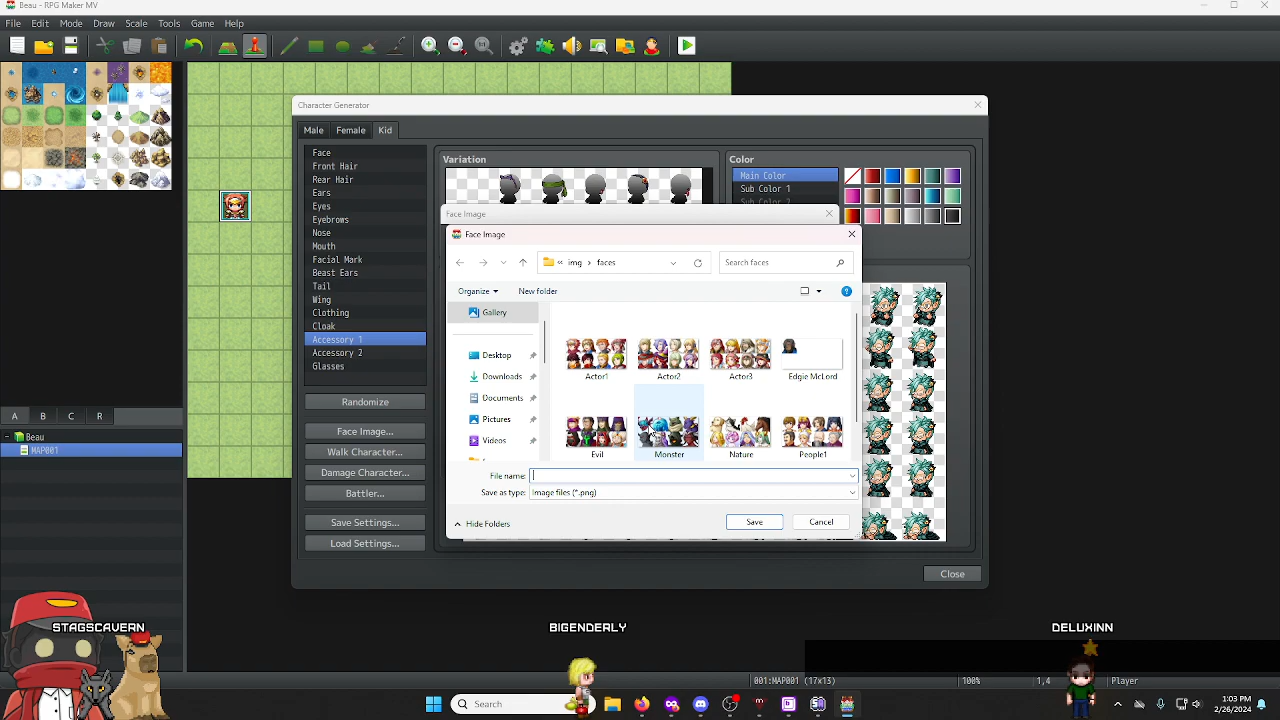 Beau - RPG Maker MV
File Edit Mode Draw Scale Tools Game Help
Character Generator
Male Female Kid
Face
Front Hair
Rear Hair
Ears
Eyes
Eyebrows
Nose
Mouth
Facial Mark
Beast Ears
Tail
Wing
Clothing
Cloak
Accessory 1
Accessory 2
Glasses
Randomize
Face Image...
Walk Character...
Damage Character...
Battler...
Save Settings...
Load Settings...
Variation
Color
Main Color
Sub Color 1
Sub Color 2
Face Image
Face Image
« img › faces
Search faces
Organize
New folder
Gallery
Desktop
Downloads
Documents
Pictures
Videos
Actor1 Actor2 Actor3 Edgie McLord
Evil Monster Nature People1
File name:
Save as type: Image files (*.png)
Hide Folders
Save
Cancel
Close
A B C R
Beau
MAP001
STAGSCAVERN
BIGENDERLY
DELUXINN
001:MAP001 (17x13) 100% 1,4 Player
Search
1:03 PM
2/26/2024